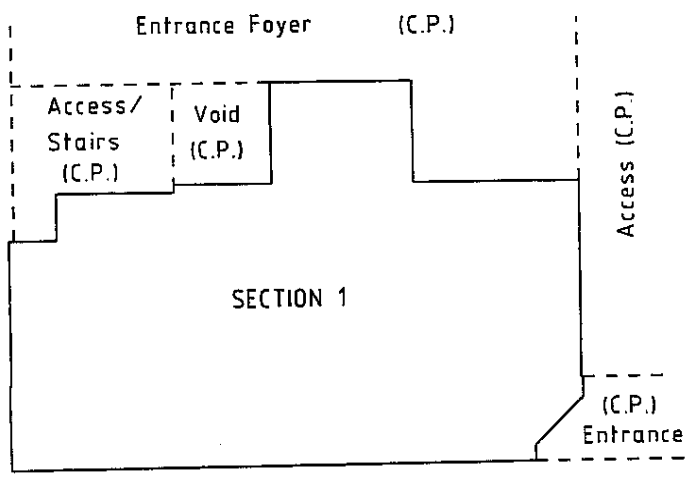 Entrance Foyer (C.P.)
Access/
Stairs
(C.P.)
Void
(C.P.)
Access (C.P.)
SECTION 1
(C.P.)
Entrance